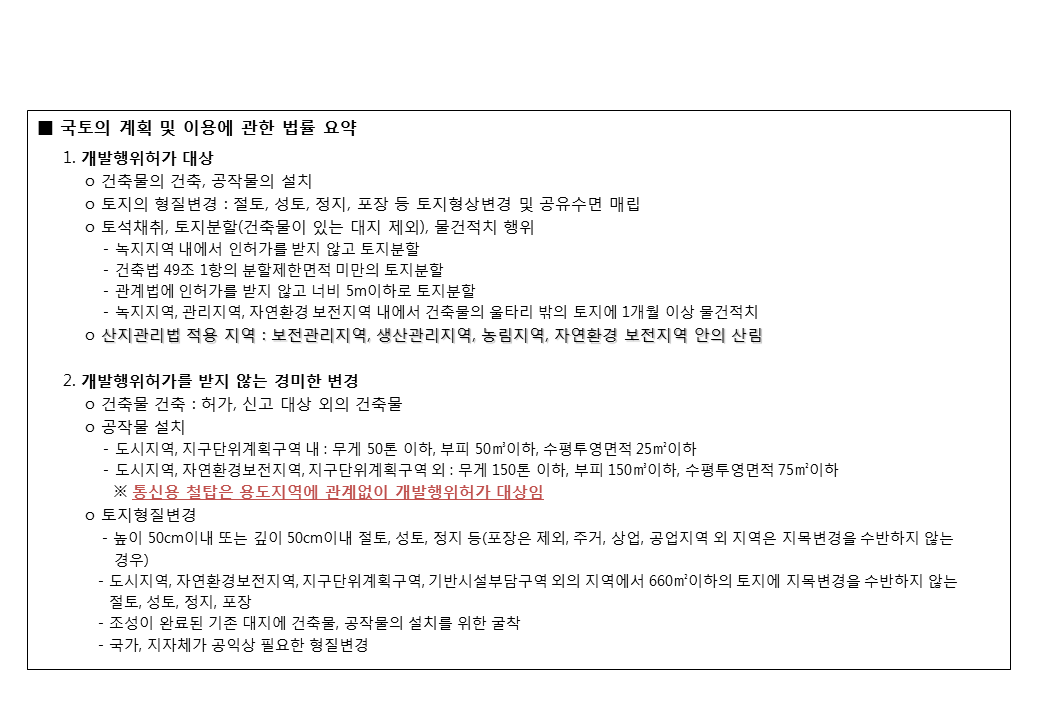 ■ 국토의 계획 및 이용에 관한 법률 요약
1. 개발행위허가 대상
ο 건축물의 건축, 공작물의 설치
ο 토지의 형질변경 : 절토, 성토, 정지, 포장 등 토지형상변경 및 공유수면 매립
ο 토석채취, 토지분할(건축물이 있는 대지 제외), 물건적치 행위
- 녹지지역 내에서 인허가를 받지 않고 토지분할
- 건축법 49조 1항의 분할제한면적 미만의 토지분할
- 관계법에 인허가를 받지 않고 너비 5m이하로 토지분할
- 녹지지역, 관리지역, 자연환경 보전지역 내에서 건축물의 울타리 밖의 토지에 1개월 이상 물건적치
ο 산지관리법 적용 지역 : 보전관리지역, 생산관리지역, 농림지역, 자연환경 보전지역 안의 산림
2. 개발행위허가를 받지 않는 경미한 변경
ο 건축물 건축 : 허가, 신고 대상 외의 건축물
ο 공작물 설치
- 도시지역, 지구단위계획구역 내 : 무게 50톤 이하, 부피 50㎥이하, 수평투영면적 25㎡이하
- 도시지역, 자연환경보전지역, 지구단위계획구역 외 : 무게 150톤 이하, 부피 150㎥이하, 수평투영면적 75㎡이하
※ 통신용 철탑은 용도지역에 관계없이 개발행위허가 대상임
ο 토지형질변경
- 높이 50cm이내 또는 깊이 50cm이내 절토, 성토, 정지 등(포장은 제외, 주거, 상업, 공업지역 외 지역은 지목변경을 수반하지 않는
경우)
- 도시지역, 자연환경보전지역, 지구단위계획구역, 기반시설부담구역 외의 지역에서 660㎡이하의 토지에 지목변경을 수반하지 않는
절토, 성토, 정지, 포장
- 조성이 완료된 기존 대지에 건축물, 공작물의 설치를 위한 굴착
- 국가, 지자체가 공익상 필요한 형질변경